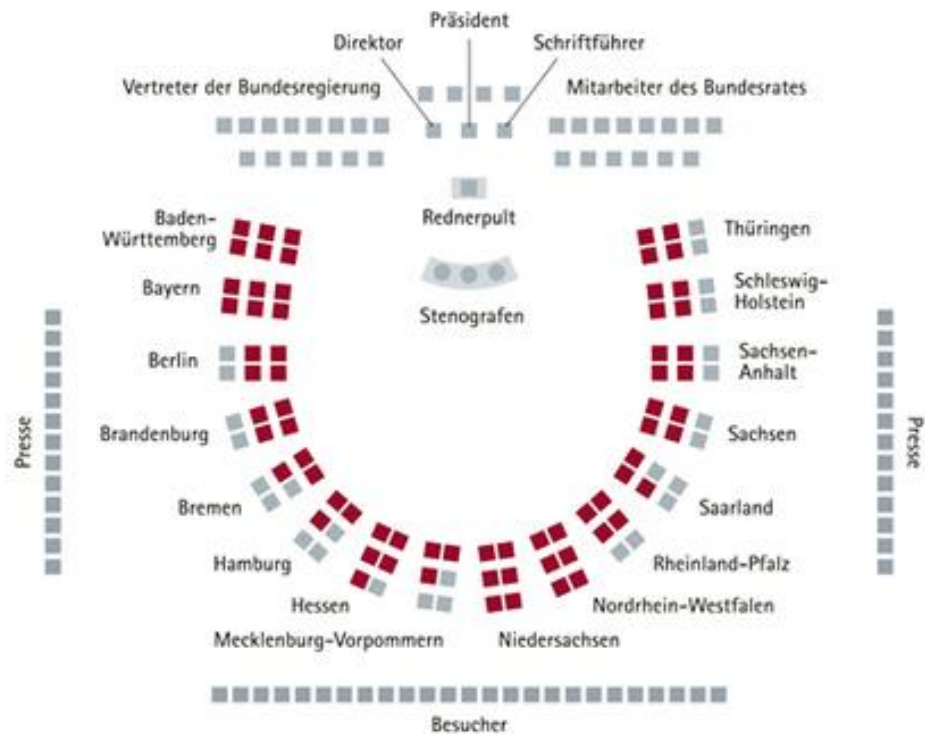 Präsident
Direktor
Schriftführer
Vertreter der Bundesregierung
Mitarbeiter des Bundesrates
Rednerpult
Stenografen
Baden-
Württemberg
Bayern
Berlin
Brandenburg
Bremen
Hamburg
Hessen
Mecklenburg-Vorpommern
Niedersachsen
Nordrhein-Westfalen
Rheinland-Pfalz
Saarland
Sachsen
Sachsen-
Anhalt
Schleswig-
Holstein
Thüringen
Presse
Presse
Besucher